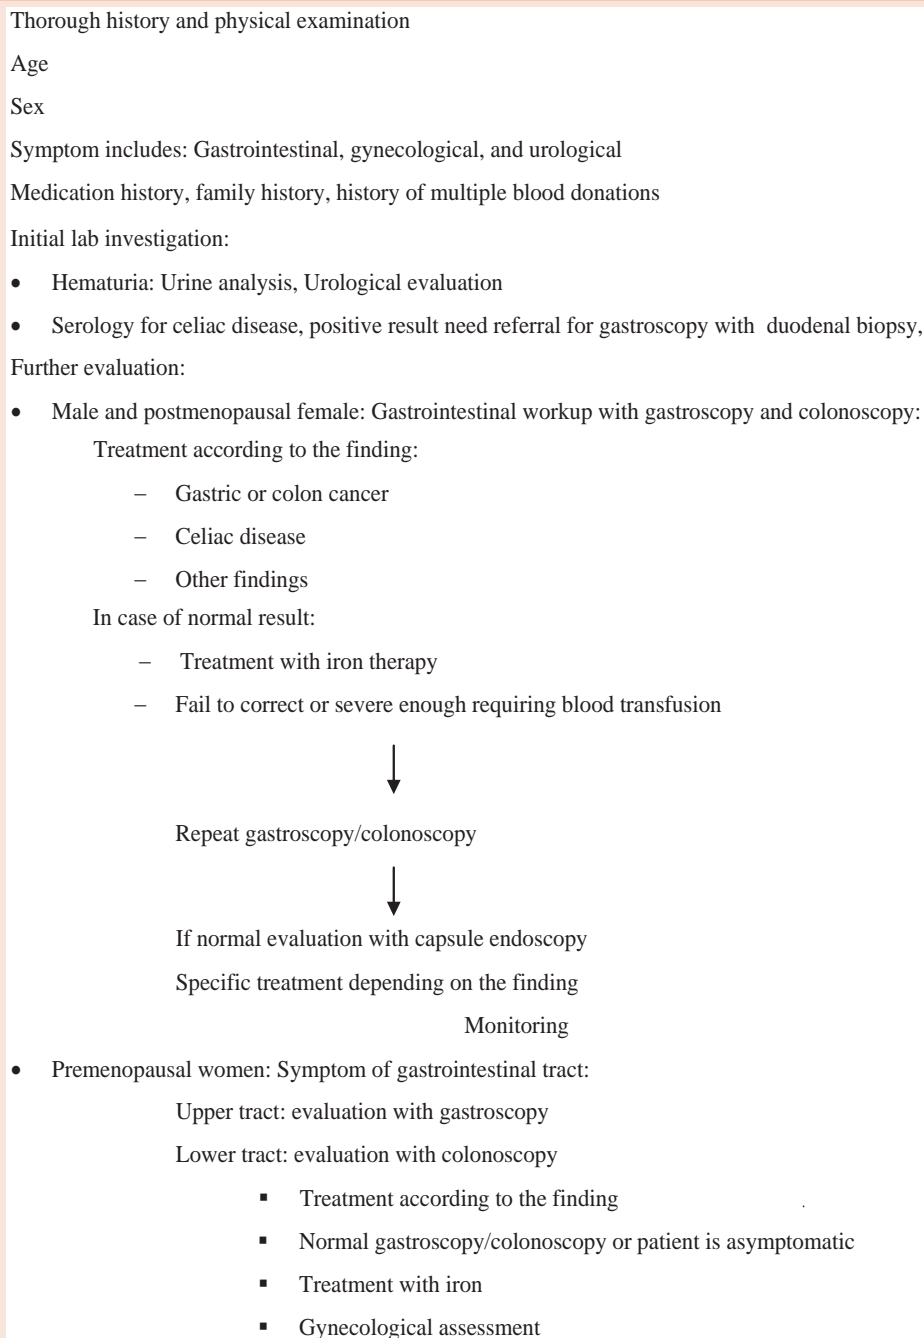 Thorough history and physical examination
Age
Sex
Symptom includes: Gastrointestinal, gynecological, and urological
Medication history, family history, history of multiple blood donations
Initial lab investigation:
• Hematuria: Urine analysis, Urological evaluation
• Serology for celiac disease, positive result need referral for gastroscopy with duodenal biopsy,
Further evaluation:
• Male and postmenopausal female: Gastrointestinal workup with gastroscopy and colonoscopy:
Treatment according to the finding:
– Gastric or colon cancer
– Celiac disease
– Other findings
In case of normal result:
– Treatment with iron therapy
– Fail to correct or severe enough requiring blood transfusion
Repeat gastroscopy/colonoscopy
If normal evaluation with capsule endoscopy
Specific treatment depending on the finding
Monitoring
• Premenopausal women: Symptom of gastrointestinal tract:
Upper tract: evaluation with gastroscopy
Lower tract: evaluation with colonoscopy
▪ Treatment according to the finding
▪ Normal gastroscopy/colonoscopy or patient is asymptomatic
▪ Treatment with iron
▪ Gynecological assessment